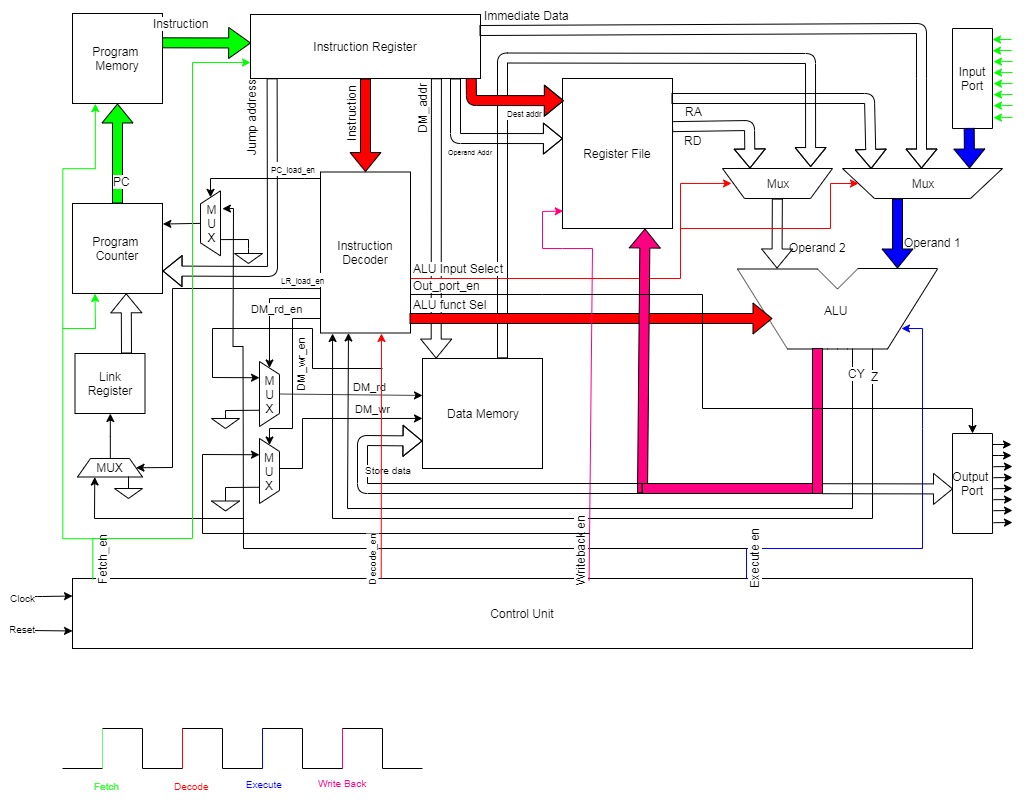 Instruction
Immediate Data
Program
Memory
Instruction Register
Input
Port
Jump address
Instruction
DM_addr
Dest addr
Operand Addr
RA
RD
Register File
PC
PC_load_en
M
U
X
Mux
Mux
Program
Counter
Instruction
Decoder
Operand 2
Operand 1
ALU Input Select
Out_port_en
ALU funct Sel
LR_load_en
DM_rd_en
DM_wr_en
ALU
Link
Register
M
U
X
DM_rd
DM_wr
Data Memory
CY
Z
M
U
X
MUX
Store data
Output
Port
Fetch_en
Decode_en
Writeback en
Execute en
Clock
Reset
Control Unit
Fetch
Decode
Execute
Write Back